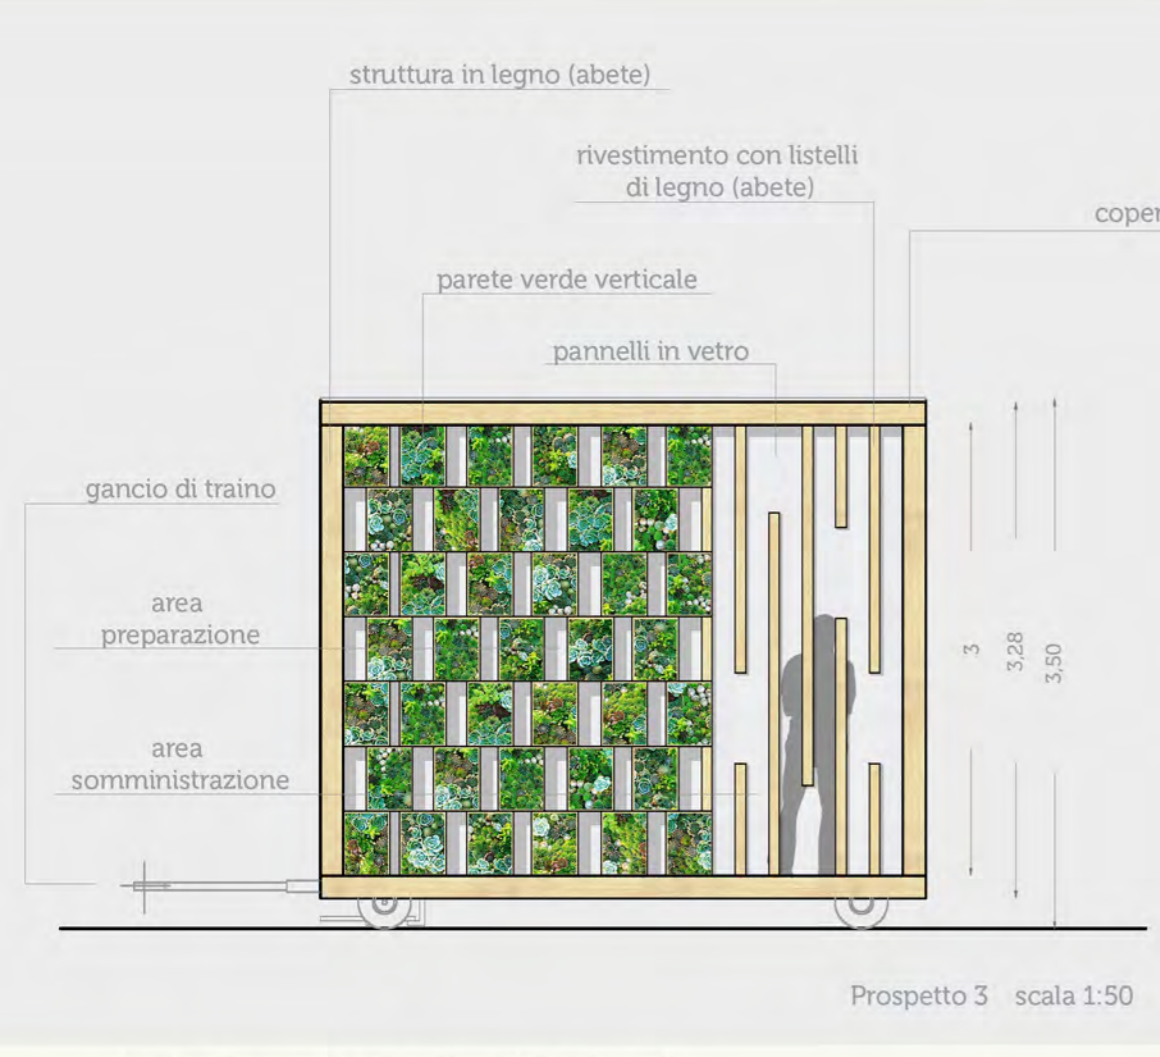 struttura in legno (abete)
rivestimento con listelli
di legno (abete)
coper
parete verde verticale
pannelli in vetro
gancio di traino
area
preparazione
area
somministrazione
3
3,28
3,50
Prospetto 3 scala 1:50